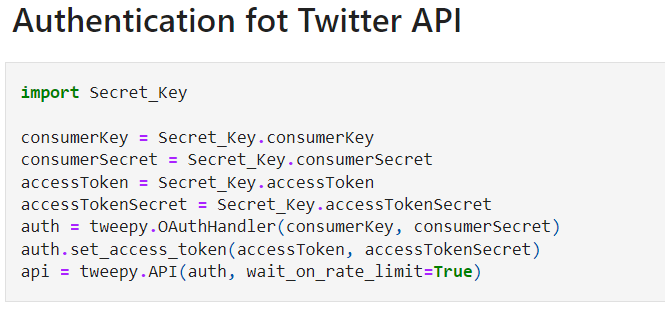 Authentication fot Twitter API
import Secret_Key
consumerKey = Secret_Key.consumerKey
consumerSecret = Secret_Key.consumerSecret
accessToken = Secret_Key.accessToken
accessTokenSecret = Secret_Key.accessTokenSecret
auth = tweepy.OAuthHandler(consumerKey, consumerSecret)
auth.set_access_token(accessToken, accessTokenSecret)
api = tweepy.API(auth, wait_on_rate_limit=True)